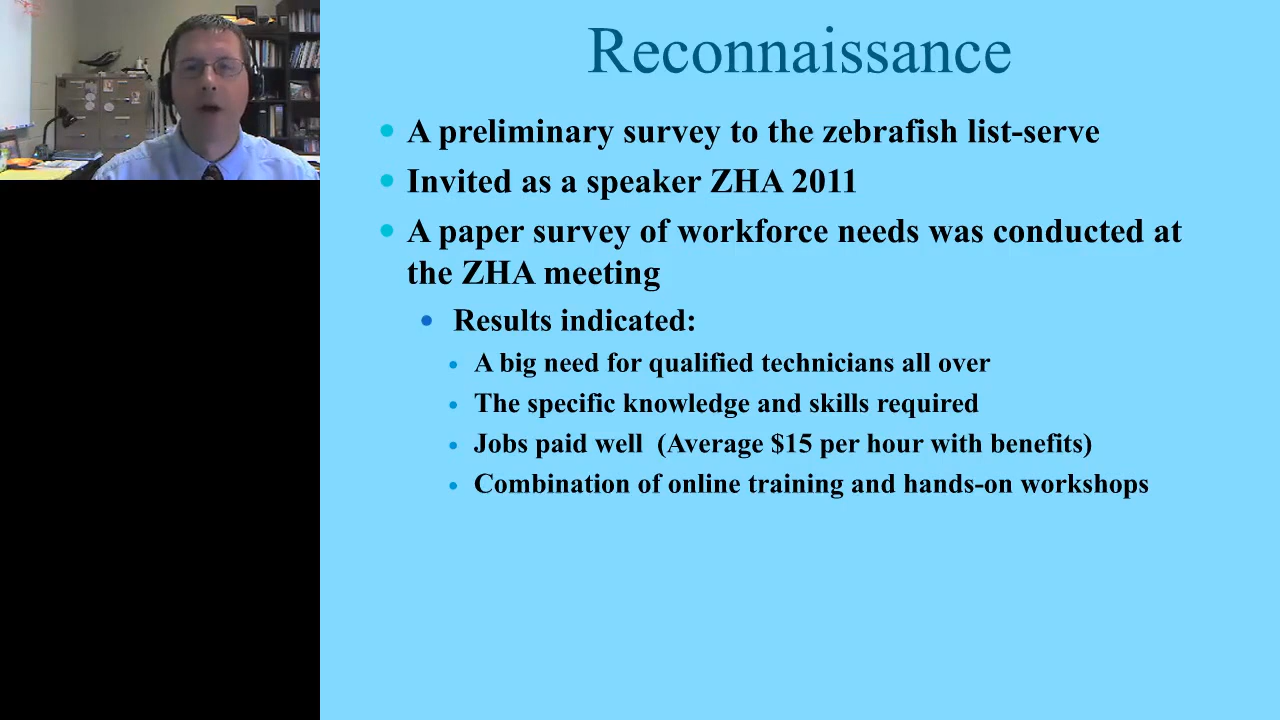 Reconnaissance
A preliminary survey to the zebrafish list-serve
Invited as a speaker ZHA 2011
A paper survey of workforce needs was conducted at
the ZHA meeting
Results indicated:
A big need for qualified technicians all over
The specific knowledge and skills required
Jobs paid well  (Average $15 per hour with benefits)
Combination of online training and hands-on workshops